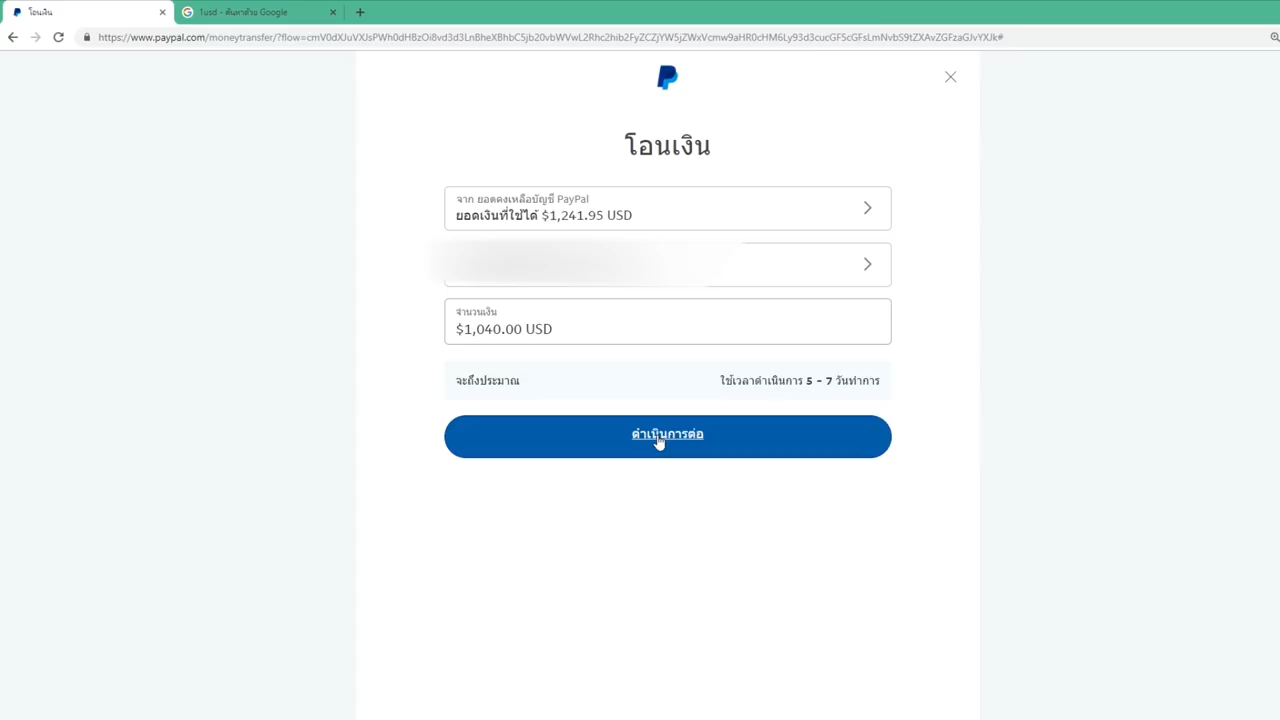 โอนเงิน
1usd - ค้นหาด้วย Google
https://www.paypal.com/moneytransfer/?flow=
โอนเงิน
จาก ยอดคงเหลือบัญชี PayPal
ยอดเงินที่ใช้ได้ $1,241.95 USD
จำนวนเงิน
$1,040.00 USD
จะถึงประมาณ
ใช้เวลาดำเนินการ 5 - 7 วันทำการ
ดำเนินการต่อ